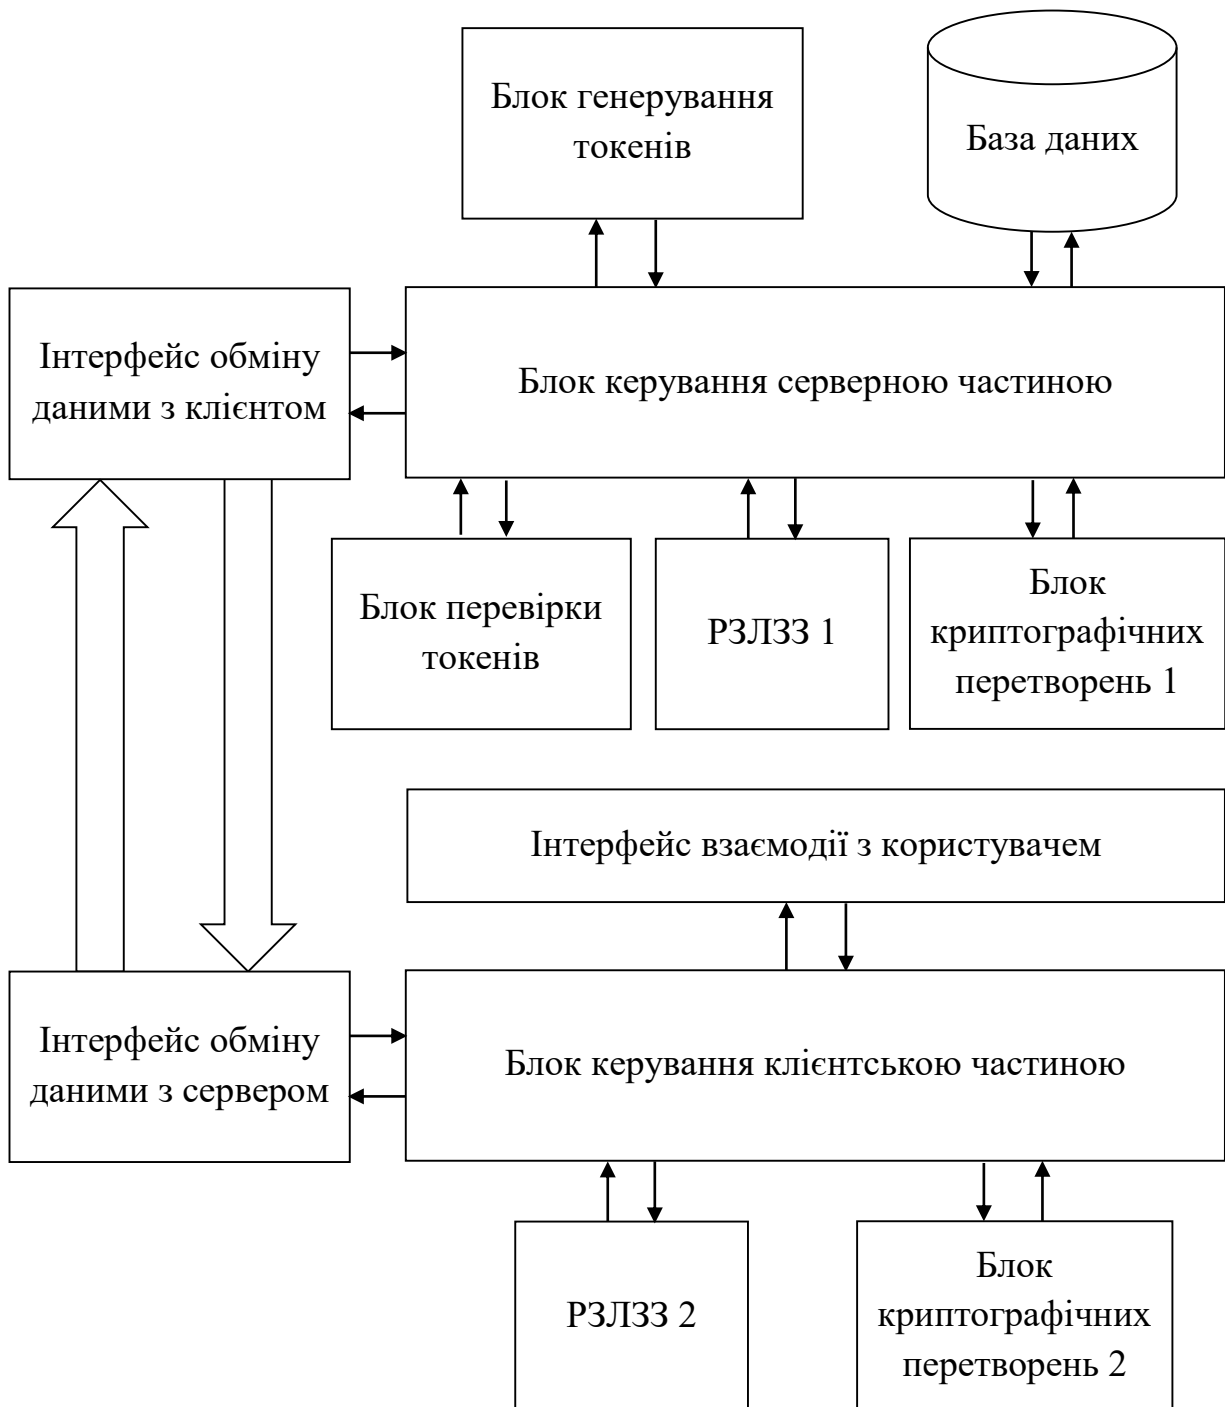 Блок генерування
токенів
База даних
Інтерфейс обміну
даними з клієнтом
Блок керування серверною частиною
Блок перевірки
токенів
РЗЛЗЗ 1
Блок
криптографічних
перетворень 1
Інтерфейс взаємодії з користувачем
Інтерфейс обміну
даними з сервером
Блок керування клієнтською частиною
РЗЛЗЗ 2
Блок
криптографічних
перетворень 2